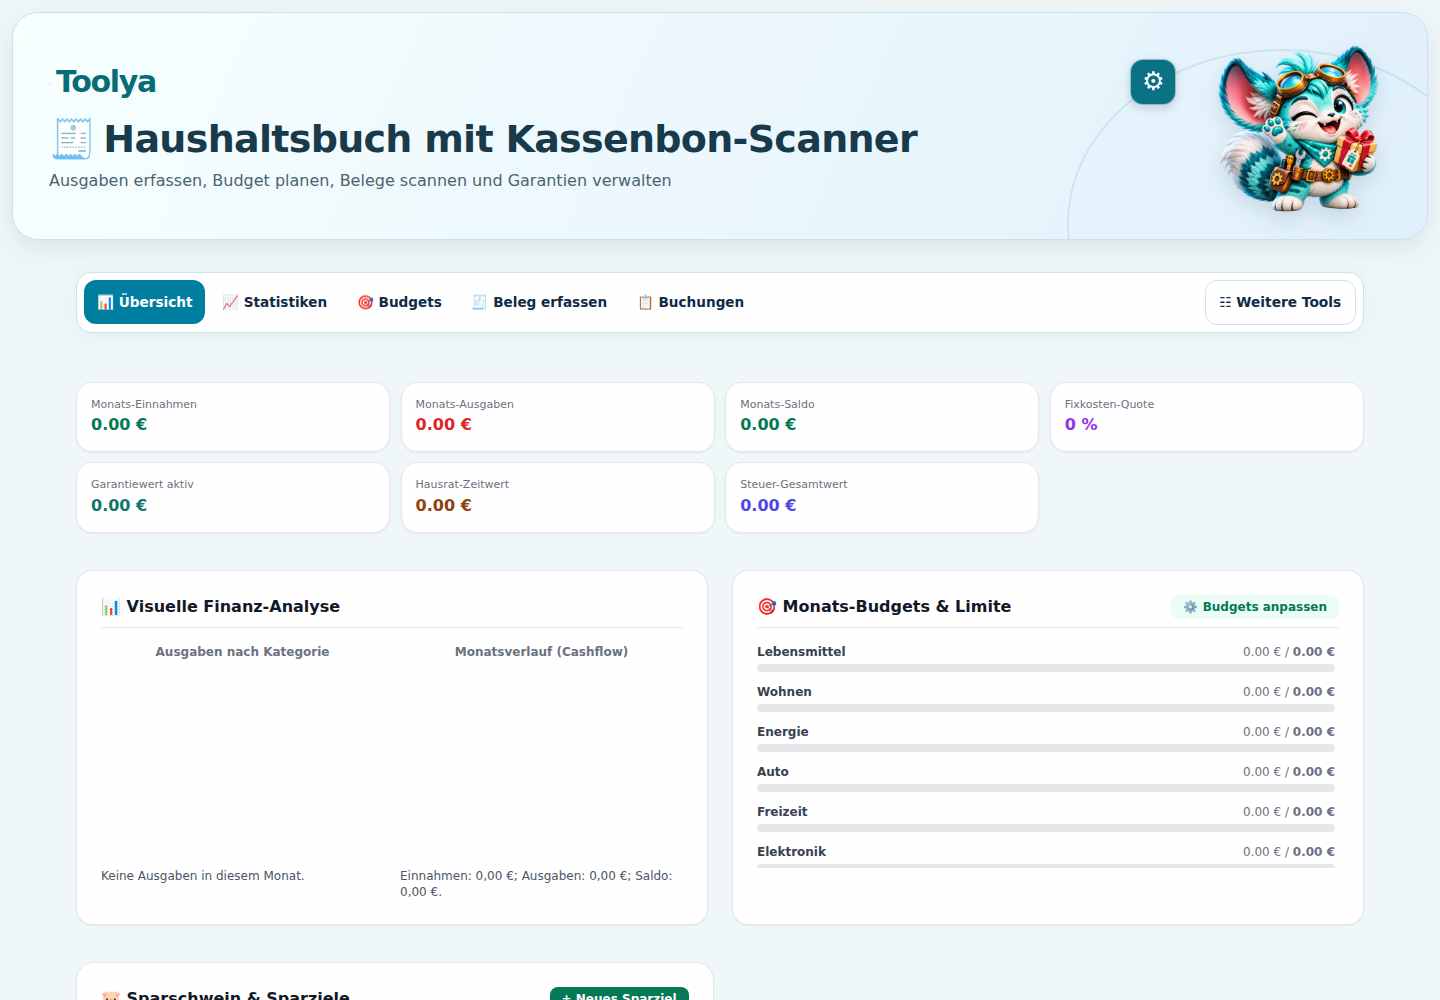 Toolya
🧾 Haushaltsbuch mit Kassenbon-Scanner
Ausgaben erfassen, Budget planen, Belege scannen und Garantien verwalten
📊 Übersicht
📈 Statistiken
🎯 Budgets
🧾 Beleg erfassen
📋 Buchungen
☷ Weitere Tools
Monats-Einnahmen
0.00 €
Monats-Ausgaben
0.00 €
Monats-Saldo
0.00 €
Fixkosten-Quote
0 %
Garantiewert aktiv
0.00 €
Hausrat-Zeitwert
0.00 €
Steuer-Gesamtwert
0.00 €
📊 Visuelle Finanz-Analyse
Ausgaben nach Kategorie
Monatsverlauf (Cashflow)
Keine Ausgaben in diesem Monat.
Einnahmen: 0,00 €; Ausgaben: 0,00 €; Saldo:
0,00 €.
🎯 Monats-Budgets & Limite
⚙️ Budgets anpassen
Lebensmittel 0.00 € / 0.00 €
Wohnen 0.00 € / 0.00 €
Energie 0.00 € / 0.00 €
Auto 0.00 € / 0.00 €
Freizeit 0.00 € / 0.00 €
Elektronik 0.00 € / 0.00 €
🐷 Sparschwein & Sparziele
+ Neues Sparziel